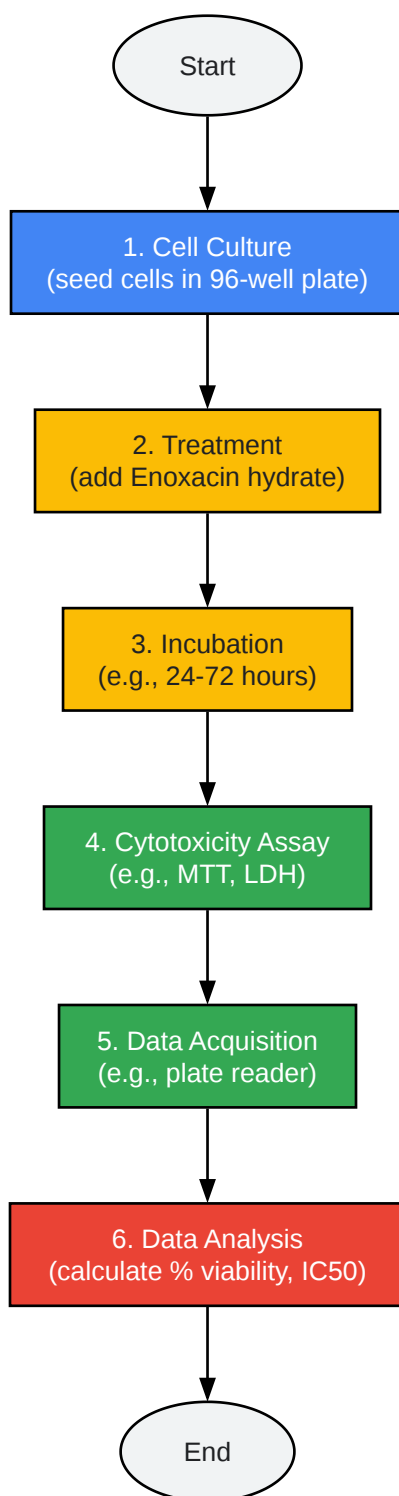 Start
1. Cell Culture
(seed cells in 96-well plate)
2. Treatment
(add Enoxacin hydrate)
3. Incubation
(e.g., 24-72 hours)
4. Cytotoxicity Assay
(e.g., MTT, LDH)
5. Data Acquisition
(e.g., plate reader)
6. Data Analysis
(calculate % viability, IC50)
End